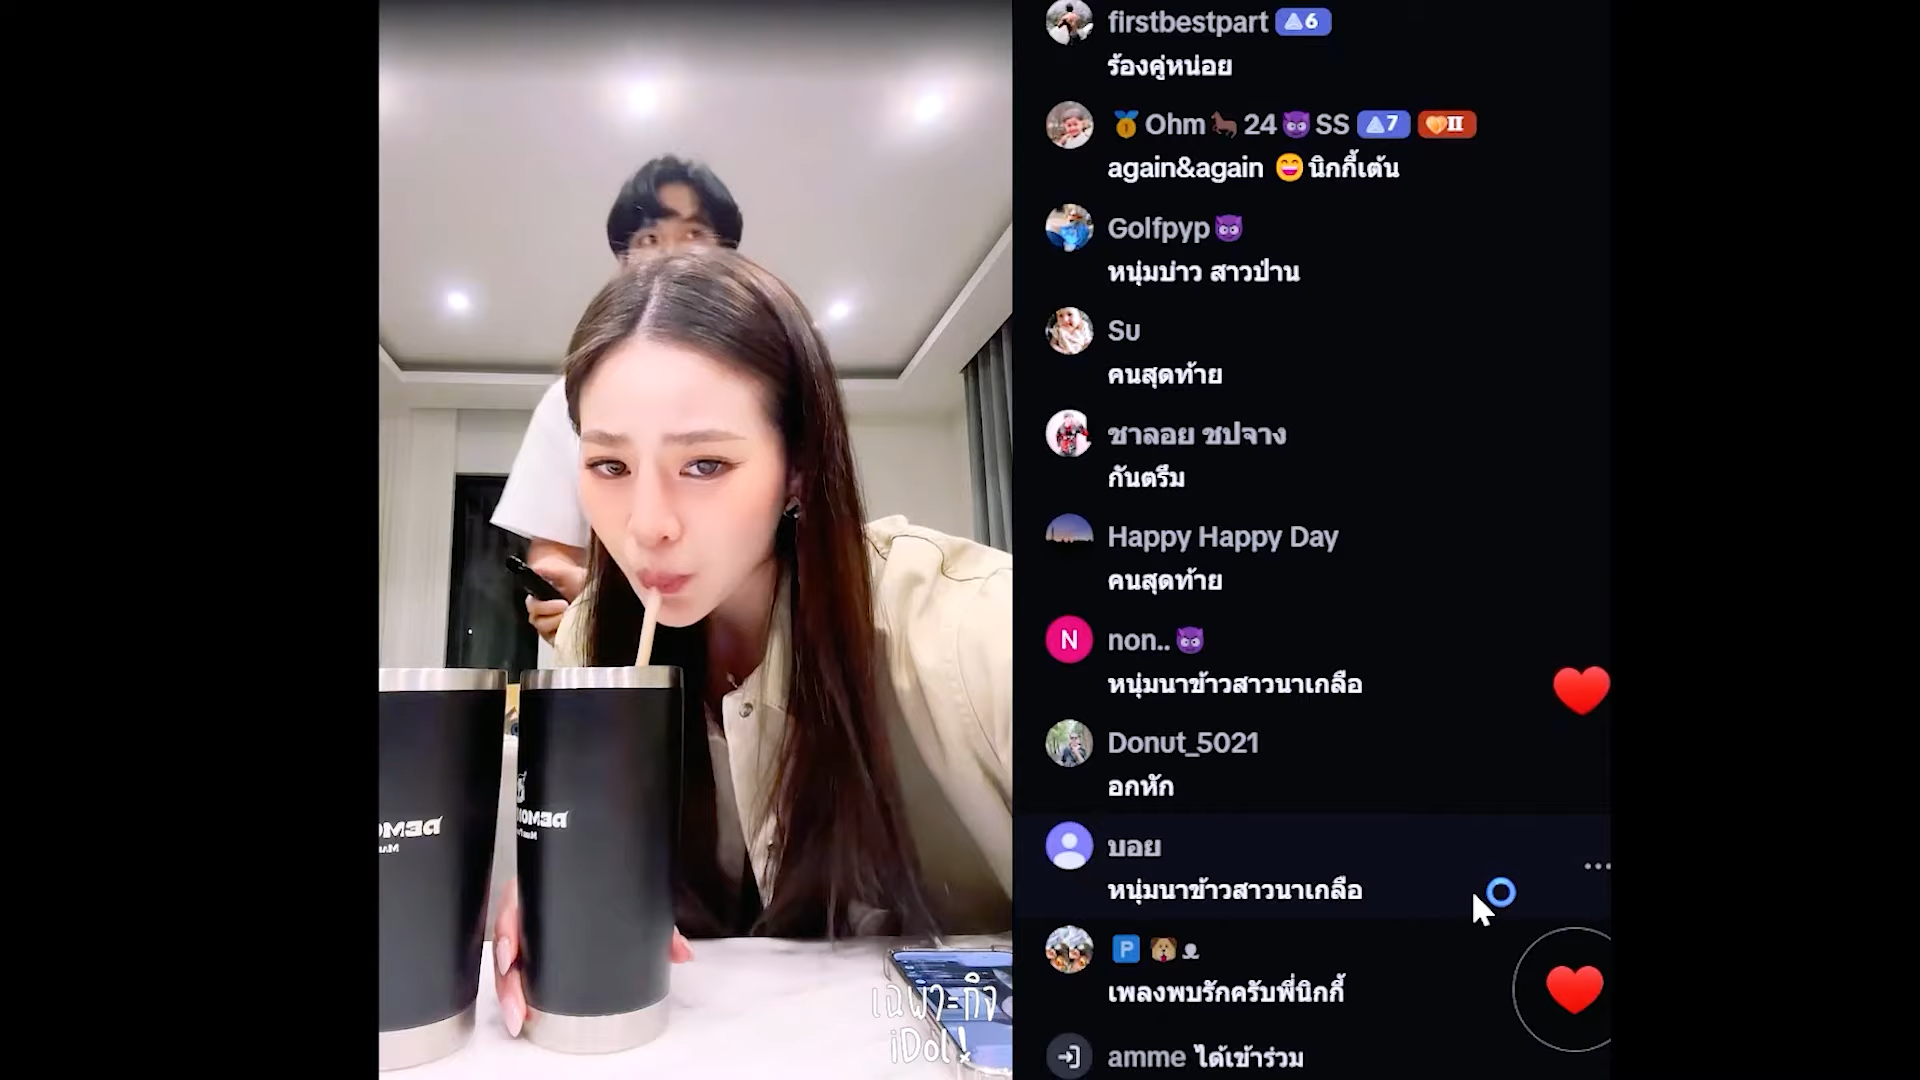 firstbestpart 6
ร้องคู่หน่อย
Ohm 24 SS 7 II
again&again นิกกี้เต้น
Golfpyp
หนุ่มบ่าว สาวป่าน
Su
คนสุดท้าย
ชาลอย ชปจาง
กันตรึม
Happy Happy Day
คนสุดท้าย
N non..
หนุ่มนาข้าวสาวนาเกลือ
Donut_5021
อกหัก
บอย
หนุ่มนาข้าวสาวนาเกลือ
P
เพลงพบรักครับพี่นิกกี้
amme ได้เข้าร่วม
DEMO
DEMON
เฉพาะกิจ
iDol!